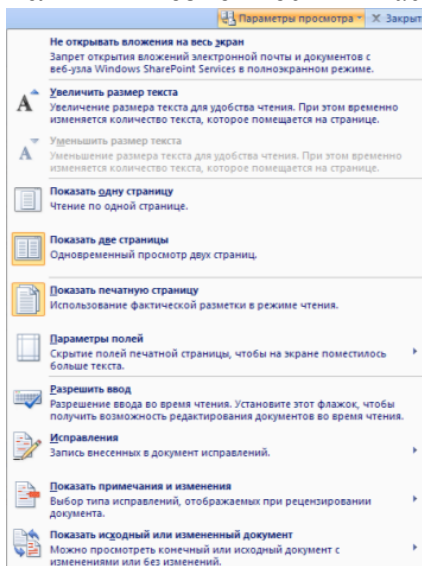 Параметры просмотра
Закрыт
Не открывать вложения на весь экран
Запрет открытия вложений электронной почты и документов с
веб-узла Windows SharePoint Services в полноэкранном режиме.
Увеличить размер текста
Увеличение размера текста для удобства чтения. При этом временно
изменяется количество текста, которое помещается на странице.
Уменьшить размер текста
Уменьшение размера текста для удобства чтения. При этом временно
изменяется количество текста, которое помещается на странице.
Показать одну страницу
Чтение по одной странице.
Показать две страницы
Одновременный просмотр двух страниц.
Показать печатную страницу
Использование фактической разметки в режиме чтения.
Параметры полей
Скрытие полей печатной страницы, чтобы на экране поместилось
больше текста.
Разрешить ввод
Разрешение ввода во время чтения. Установите этот флажок, чтобы
получить возможность редактирования документов во время чтения.
Исправления
Запись внесенных в документ исправлений.
Показать примечания и изменения
Выбор типа исправлений, отображаемых при рецензировании
документа.
Показать исходный или измененный документ
Можно просмотреть конечный или исходный документ с
изменениями или без изменений.